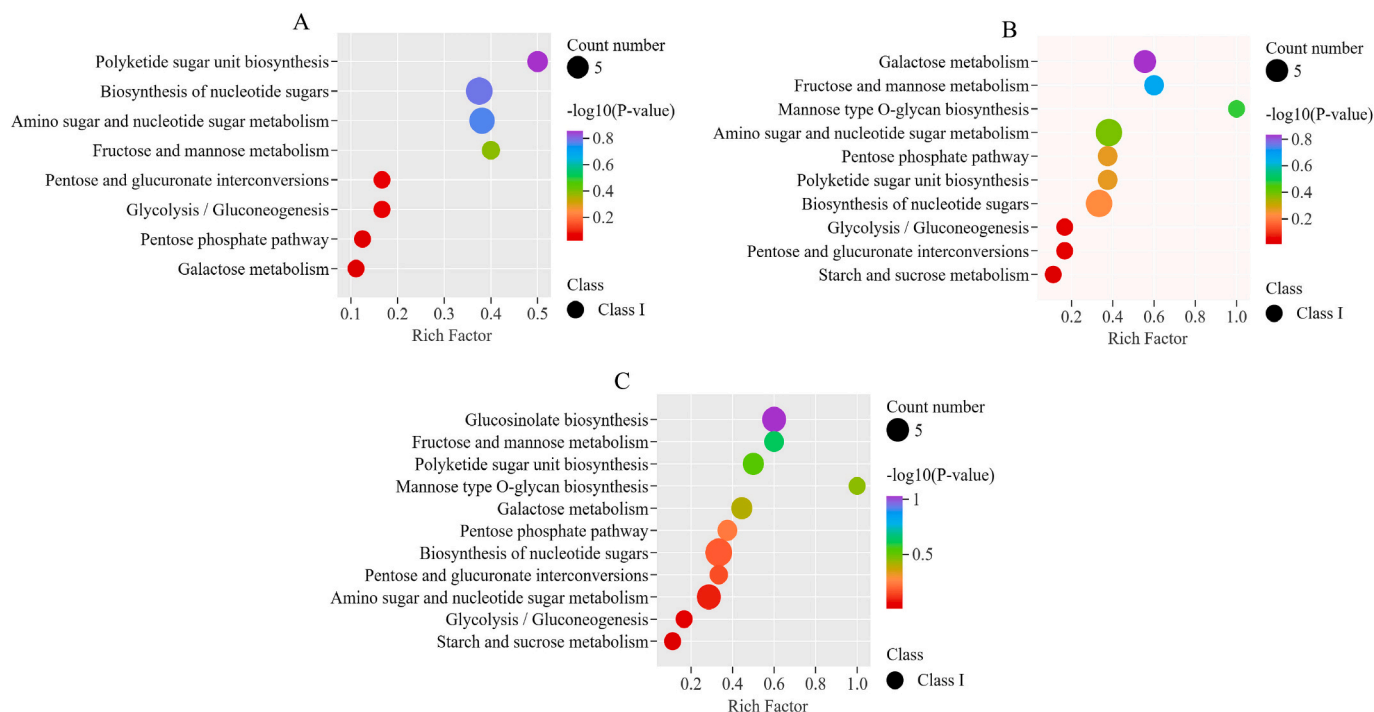 A
Polyketide sugar unit biosynthesis
Biosynthesis of nucleotide sugars
Amino sugar and nucleotide sugar metabolism
Fructose and mannose metabolism
Pentose and glucuronate interconversions
Glycolysis / Gluconeogenesis
Pentose phosphate pathway
Galactose metabolism
0.1 0.2 0.3 0.4 0.5
Rich Factor
Count number
5
-log10(P-value)
0.8
0.6
0.4
0.2
Class
Class I
B
Galactose metabolism
Fructose and mannose metabolism
Mannose type O-glycan biosynthesis
Amino sugar and nucleotide sugar metabolism
Pentose phosphate pathway
Polyketide sugar unit biosynthesis
Biosynthesis of nucleotide sugars
Glycolysis / Gluconeogenesis
Pentose and glucuronate interconversions
Starch and sucrose metabolism
0.2 0.4 0.6 0.8 1.0
Rich Factor
Count number
5
-log10(P-value)
0.8
0.6
0.4
0.2
Class
Class I
C
Glucosinolate biosynthesis
Fructose and mannose metabolism
Polyketide sugar unit biosynthesis
Mannose type O-glycan biosynthesis
Galactose metabolism
Pentose phosphate pathway
Biosynthesis of nucleotide sugars
Pentose and glucuronate interconversions
Amino sugar and nucleotide sugar metabolism
Glycolysis / Gluconeogenesis
Starch and sucrose metabolism
0.2 0.4 0.6 0.8 1.0
Rich Factor
Count number
5
-log10(P-value)
1
0.5
Class
Class I